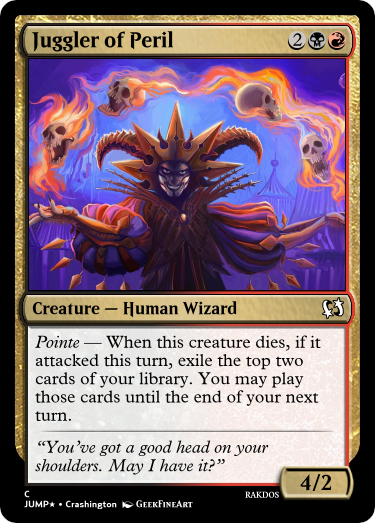 Juggler of Peril 2
Creature — Human Wizard
Pointe — When this creature dies, if it
attacked this turn, exile the top two
cards of your library. You may play
those cards until the end of your next
turn.
“You’ve got a good head on your
shoulders. May I have it?”
4/2
C RAKDOS
JUMP★ • Crashington GeekFineArt